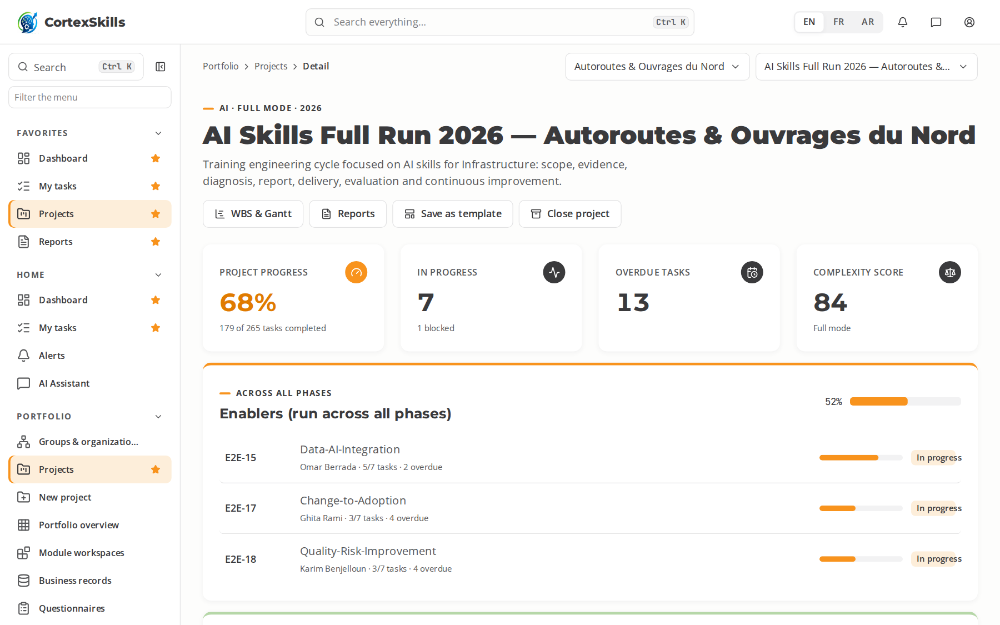 CortexSkills
Search everything...
Ctrl K
EN FR AR
Search
Ctrl K
Filter the menu
FAVORITES
Dashboard
My tasks
Projects
Reports
HOME
Dashboard
My tasks
Alerts
AI Assistant
PORTFOLIO
Groups & organizatio...
Projects
New project
Portfolio overview
Module workspaces
Business records
Questionnaires
Portfolio > Projects > Detail
Autoroutes & Ouvrages du Nord
AI Skills Full Run 2026 — Autoroutes &...
AI · FULL MODE · 2026
AI Skills Full Run 2026 — Autoroutes & Ouvrages du Nord
Training engineering cycle focused on AI skills for Infrastructure: scope, evidence,
diagnosis, report, delivery, evaluation and continuous improvement.
WBS & Gantt
Reports
Save as template
Close project
PROJECT PROGRESS
68%
179 of 265 tasks completed
IN PROGRESS
7
1 blocked
OVERDUE TASKS
13
COMPLEXITY SCORE
84
Full mode
ACROSS ALL PHASES
Enablers (run across all phases)
52%
E2E-15
Data-AI-Integration
Omar Berrada · 5/7 tasks · 2 overdue
In progress
E2E-17
Change-to-Adoption
Ghita Rami · 3/7 tasks · 4 overdue
In progress
E2E-18
Quality-Risk-Improvement
Karim Benjelloun · 3/7 tasks · 4 overdue
In progress